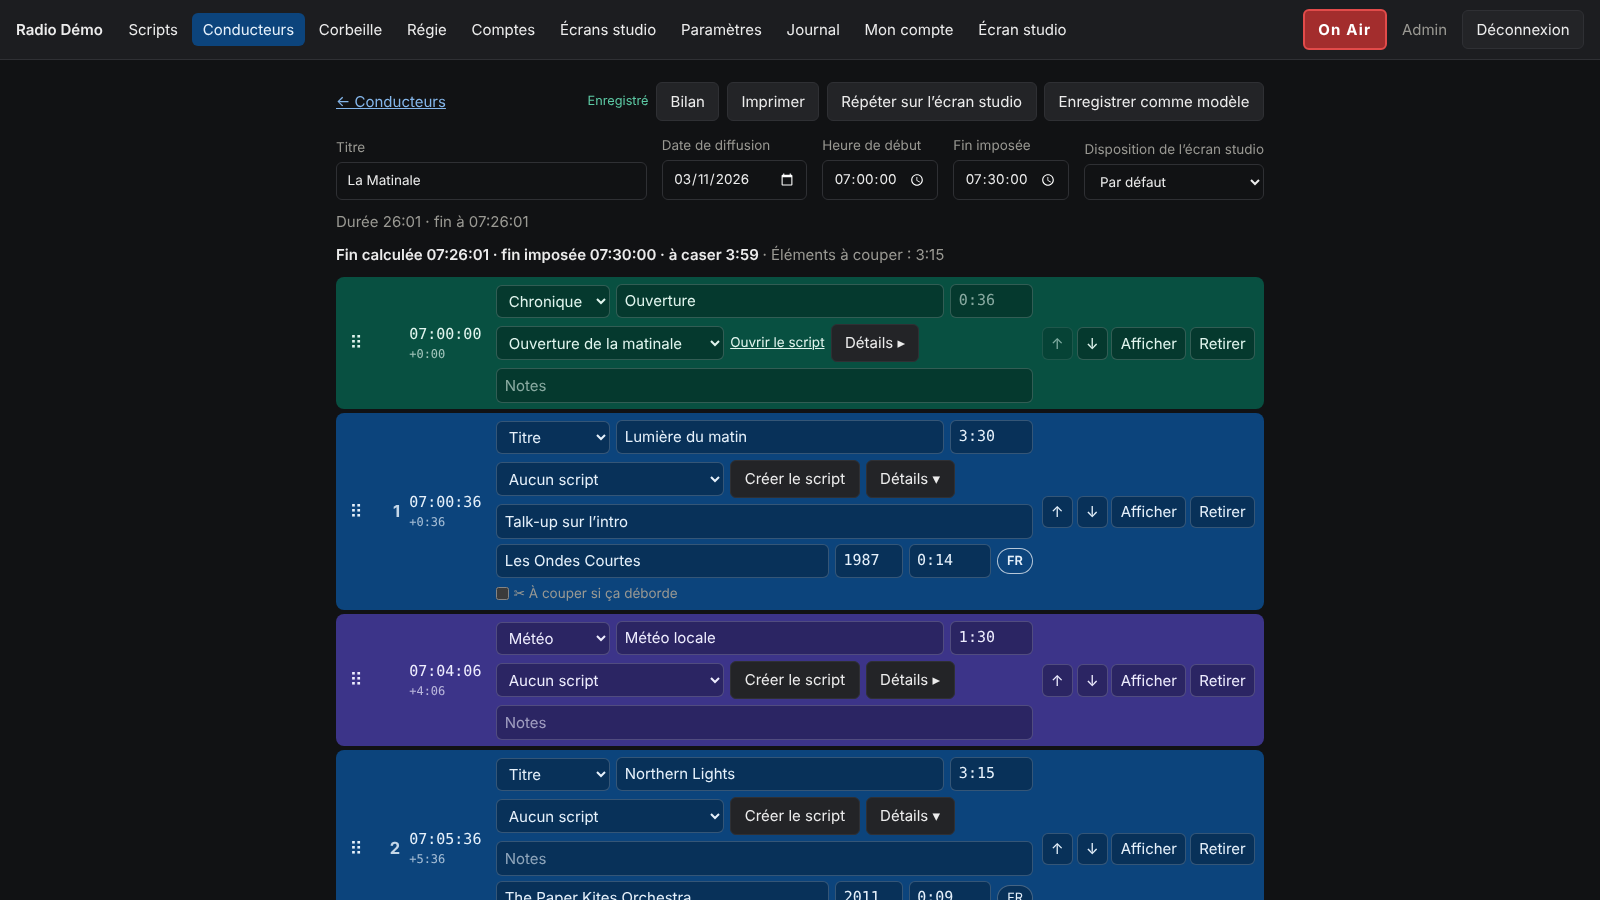 Radio Démo Scripts Conducteurs Corbeille Régie Comptes Écrans studio Paramètres Journal Mon compte Écran studio On Air Admin Déconnexion
← Conducteurs Enregistré Bilan Imprimer Répéter sur l’écran studio Enregistrer comme modèle
Titre Date de diffusion Heure de début Fin imposée Disposition de l’écran studio
La Matinale 03/11/2026 07:00:00 07:30:00 Par défaut
Durée 26:01 · fin à 07:26:01
Fin calculée 07:26:01 · fin imposée 07:30:00 · à caser 3:59 · Éléments à couper : 3:15
Chronique Ouverture 0:36
07:00:00 +0:00 Ouverture de la matinale Ouvrir le script Détails ▸ ↑ ↓ Afficher Retirer
Notes
Titre Lumière du matin 3:30
Aucun script Créer le script Détails ▾
1 07:00:36 +0:36 Talk-up sur l’intro ↑ ↓ Afficher Retirer
Les Ondes Courtes 1987 0:14 FR
✂ À couper si ça déborde
Météo Météo locale 1:30
07:04:06 +4:06 Aucun script Créer le script Détails ▸ ↑ ↓ Afficher Retirer
Notes
Titre Northern Lights 3:15
Aucun script Créer le script Détails ▾
2 07:05:36 +5:36 Notes ↑ ↓ Afficher Retirer
The Paper Kites Orchestra 2011 0:09 FR